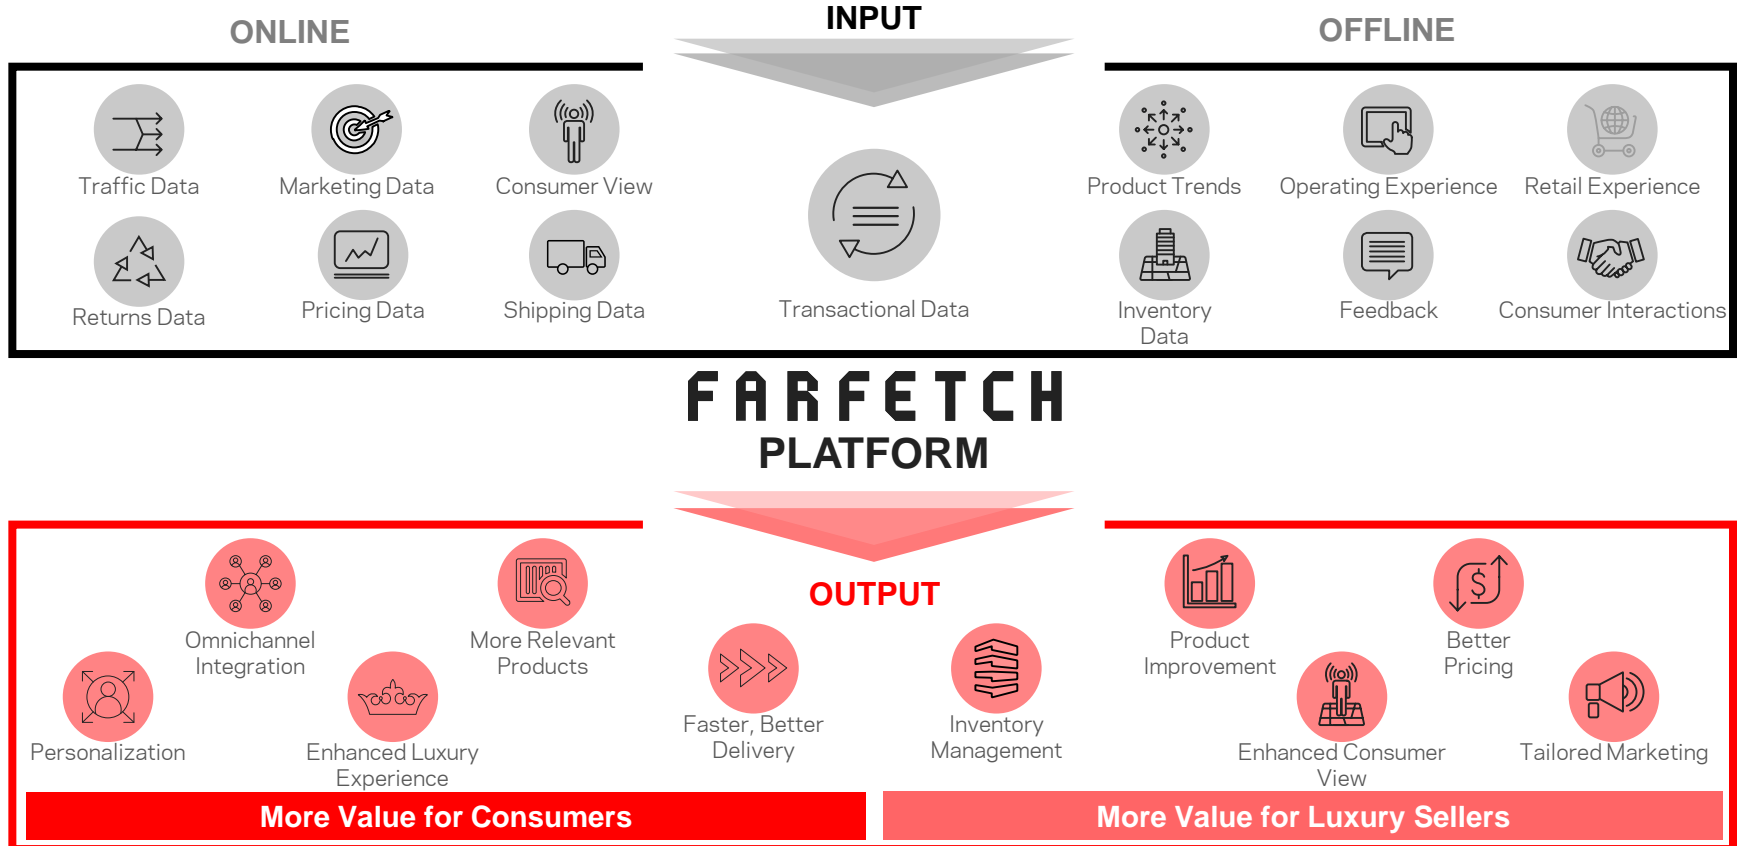 INPUT
ONLINE
OFFLINE
Traffic Data
Marketing Data
Consumer View
Product Trends
Operating Experience
Retail Experience
Returns Data
Pricing Data
Shipping Data
Transactional Data
Inventory
Data
Feedback
Consumer Interactions
FARFETCH
PLATFORM
OUTPUT
Omnichannel
Integration
More Relevant
Products
Product
Improvement
Better
Pricing
Personalization
Enhanced Luxury
Experience
Faster, Better
Delivery
Inventory
Management
Enhanced Consumer
View
Tailored Marketing
More Value for Consumers
More Value for Luxury Sellers